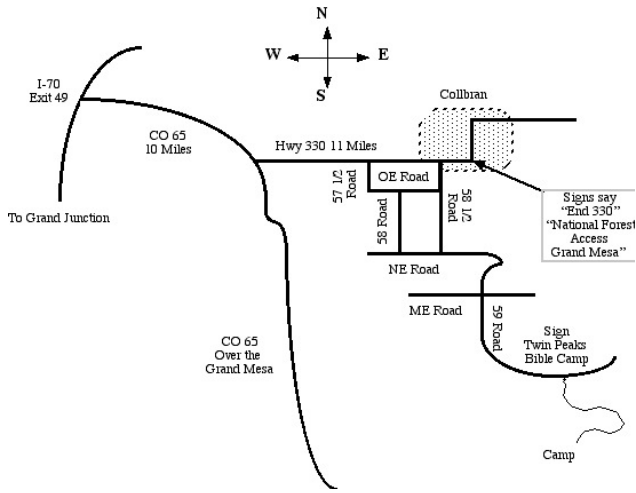 N
W
E
S
I-70
Exit 49
Collbran
CO 65
10 Miles
Hwy 330 11 Miles
57 1/2
Road
OE Road
58 Road
58 1/2
Road
Signs say
“End 330”
“National Forest
Access
Grand Mesa”
To Grand Junction
NE Road
ME Road
59 Road
CO 65
Over the
Grand Mesa
Sign
Twin Peaks
Bible Camp
Camp